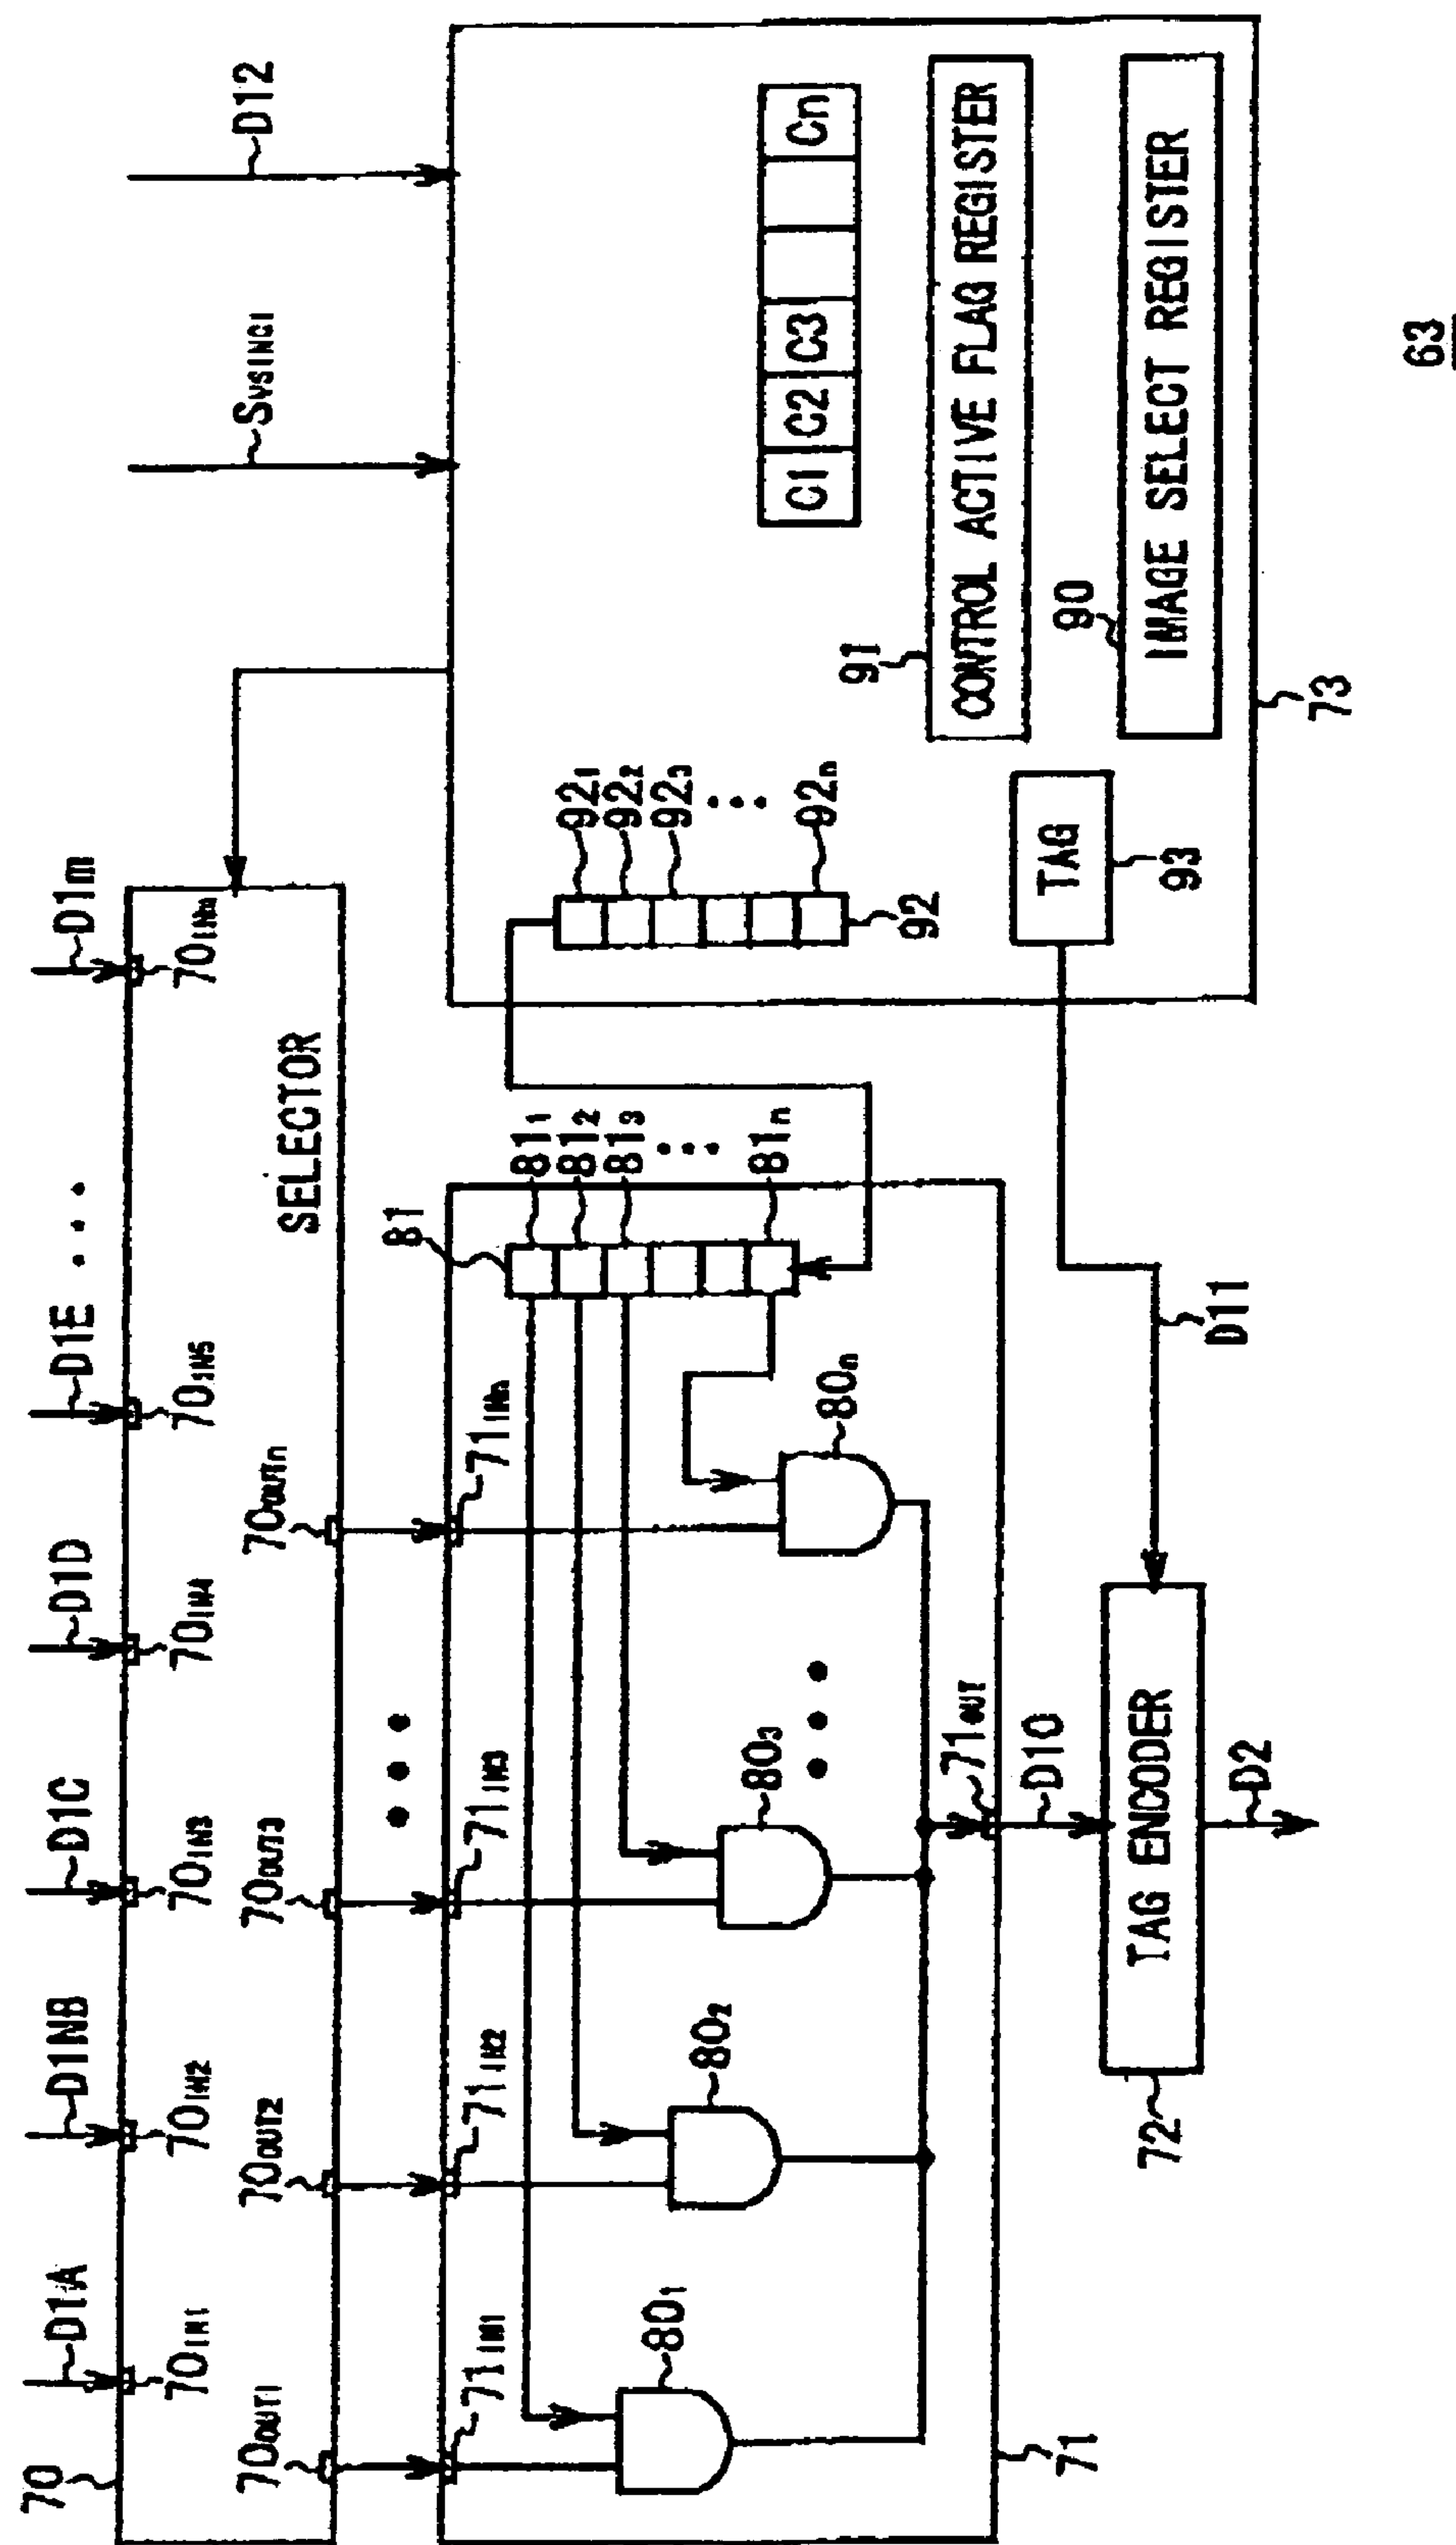 70
D1A
D1NB
D1C
D1D
D1E
D1m
70IN1
70IN2
70IN3
70IN4
70IN5
70INm
SELECTOR
70OUT1
70OUT2
70OUT3
70OUTn
SVSING1
D12
71IN1
71IN2
71IN3
71INn
81
811
812
813
81n
801
802
803
80n
71OUT
71
D10
TAG ENCODER
72
D2
D11
921
922
923
92n
92
TAG
93
C1 C2 C3 Cn
91
CONTROL ACTIVE FLAG REGISTER
90
IMAGE SELECT REGISTER
73
63